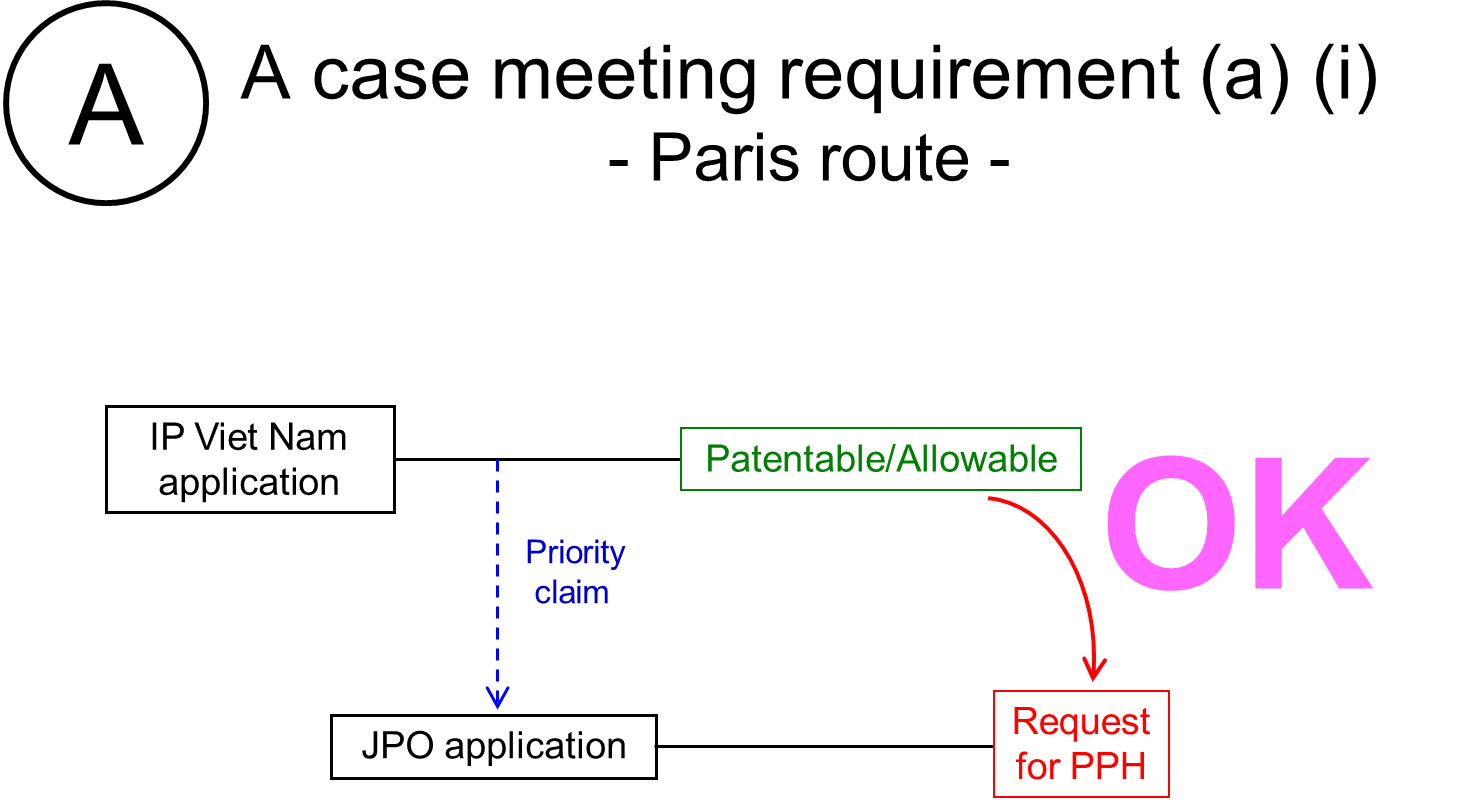 A
A case meeting requirement (a) (i)
- Paris route -
IP Viet Nam
application
Patentable/Allowable
OK
Priority
claim
JPO application
Request
for PPH